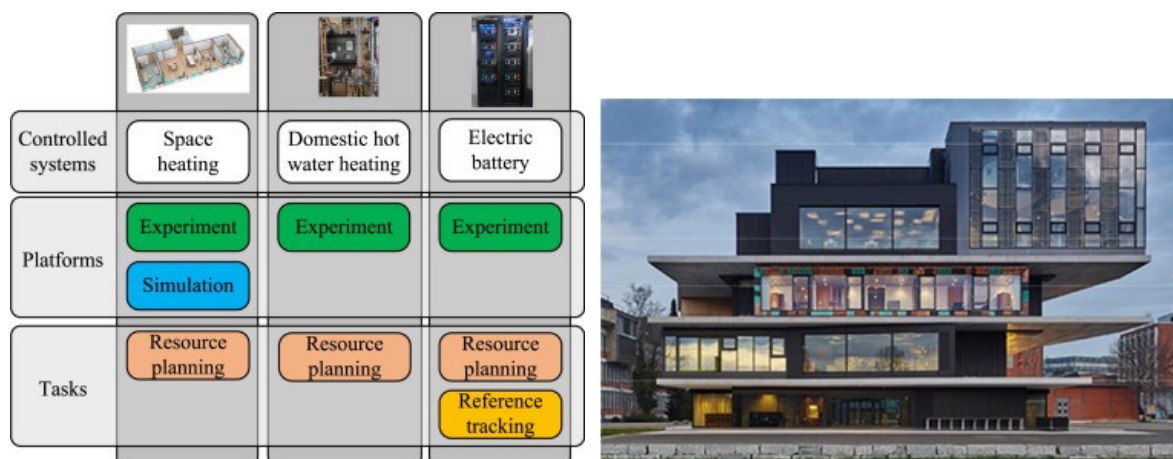 Controlled
systems
Space
heating
Domestic hot
water heating
Electric
battery
Platforms
Experiment
Experiment
Experiment
Simulation
Tasks
Resource
planning
Resource
planning
Resource
planning
Reference
tracking